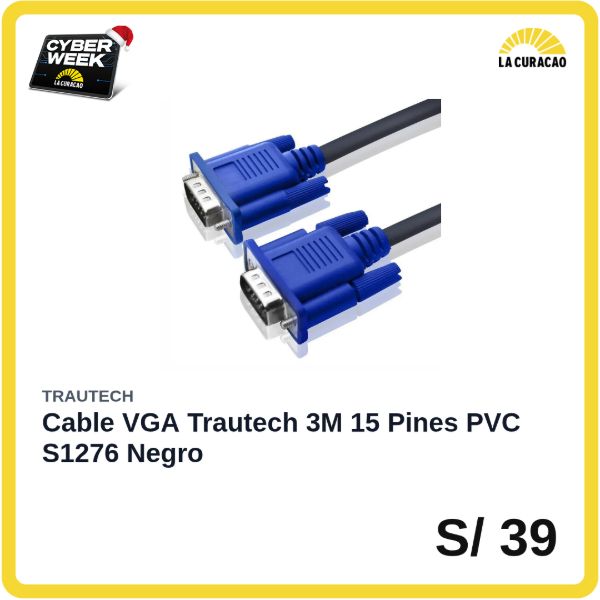 CYBER
WEEK
LA CURACAO
LA CURACAO
TRAUTECH
Cable VGA Trautech 3M 15 Pines PVC
S1276 Negro
S/ 39